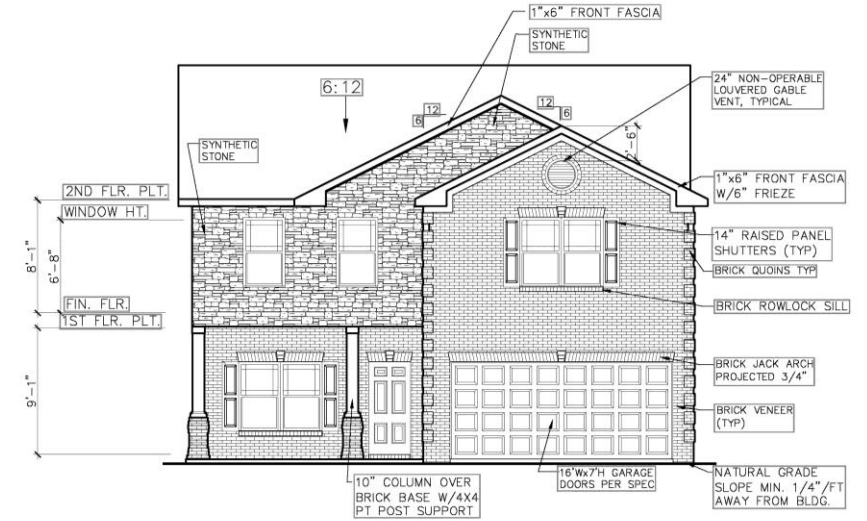 1"x6" FRONT FASCIA
SYNTHETIC
STONE
24" NON-OPERABLE
LOUVERED GABLE
VENT, TYPICAL
6:12
12
6
12
6
2'-6"
SYNTHETIC
STONE
1"x6" FRONT FASCIA
W/6" FRIEZE
2ND FLR. PLT.
WINDOW HT.
8'-1"
6'-8"
14" RAISED PANEL
SHUTTERS (TYP)
BRICK QUOINS TYP
FIN. FLR.
1ST FLR. PLT.
BRICK ROWLOCK SILL
9'-1"
BRICK JACK ARCH
PROJECTED 3/4"
BRICK VENEER
(TYP)
10" COLUMN OVER
BRICK BASE W/4X4
PT POST SUPPORT
16'Wx7'H GARAGE
DOORS PER SPEC
NATURAL GRADE
SLOPE MIN. 1/4"/FT
AWAY FROM BLDG.